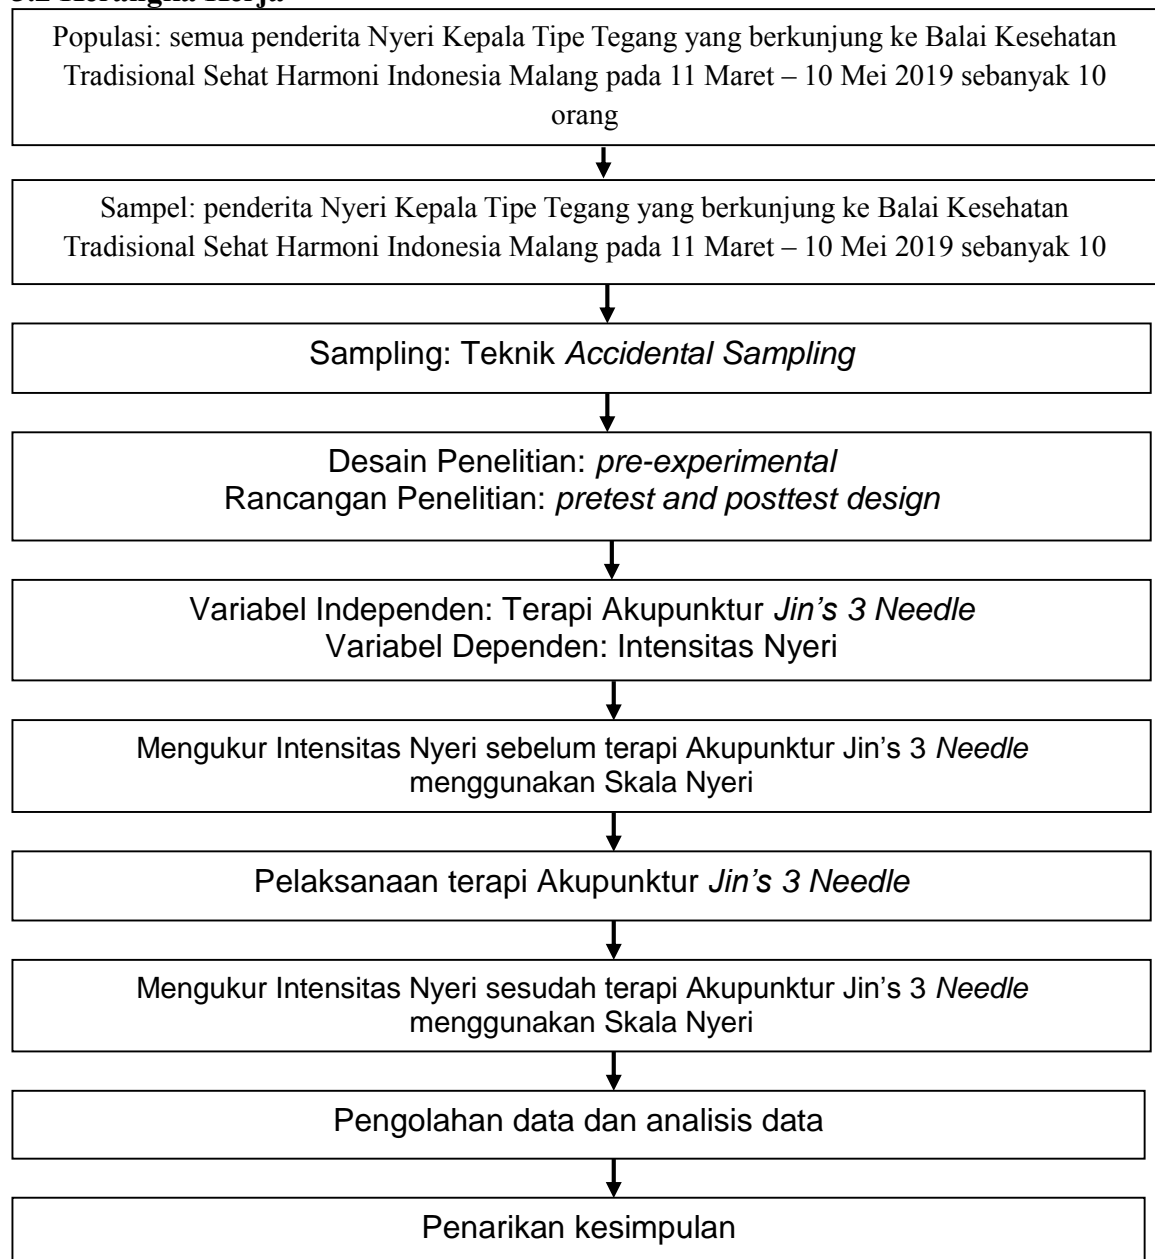 3.2 Kerangka Kerja
Populasi: semua penderita Nyeri Kepala Tipe Tegang yang berkunjung ke Balai Kesehatan
Tradisional Sehat Harmoni Indonesia Malang pada 11 Maret – 10 Mei 2019 sebanyak 10
orang
Sampel: penderita Nyeri Kepala Tipe Tegang yang berkunjung ke Balai Kesehatan
Tradisional Sehat Harmoni Indonesia Malang pada 11 Maret – 10 Mei 2019 sebanyak 10
Sampling: Teknik Accidental Sampling
Desain Penelitian: pre-experimental
Rancangan Penelitian: pretest and posttest design
Variabel Independen: Terapi Akupunktur Jin’s 3 Needle
Variabel Dependen: Intensitas Nyeri
Mengukur Intensitas Nyeri sebelum terapi Akupunktur Jin’s 3 Needle
menggunakan Skala Nyeri
Pelaksanaan terapi Akupunktur Jin’s 3 Needle
Mengukur Intensitas Nyeri sesudah terapi Akupunktur Jin’s 3 Needle
menggunakan Skala Nyeri
Pengolahan data dan analisis data
Penarikan kesimpulan